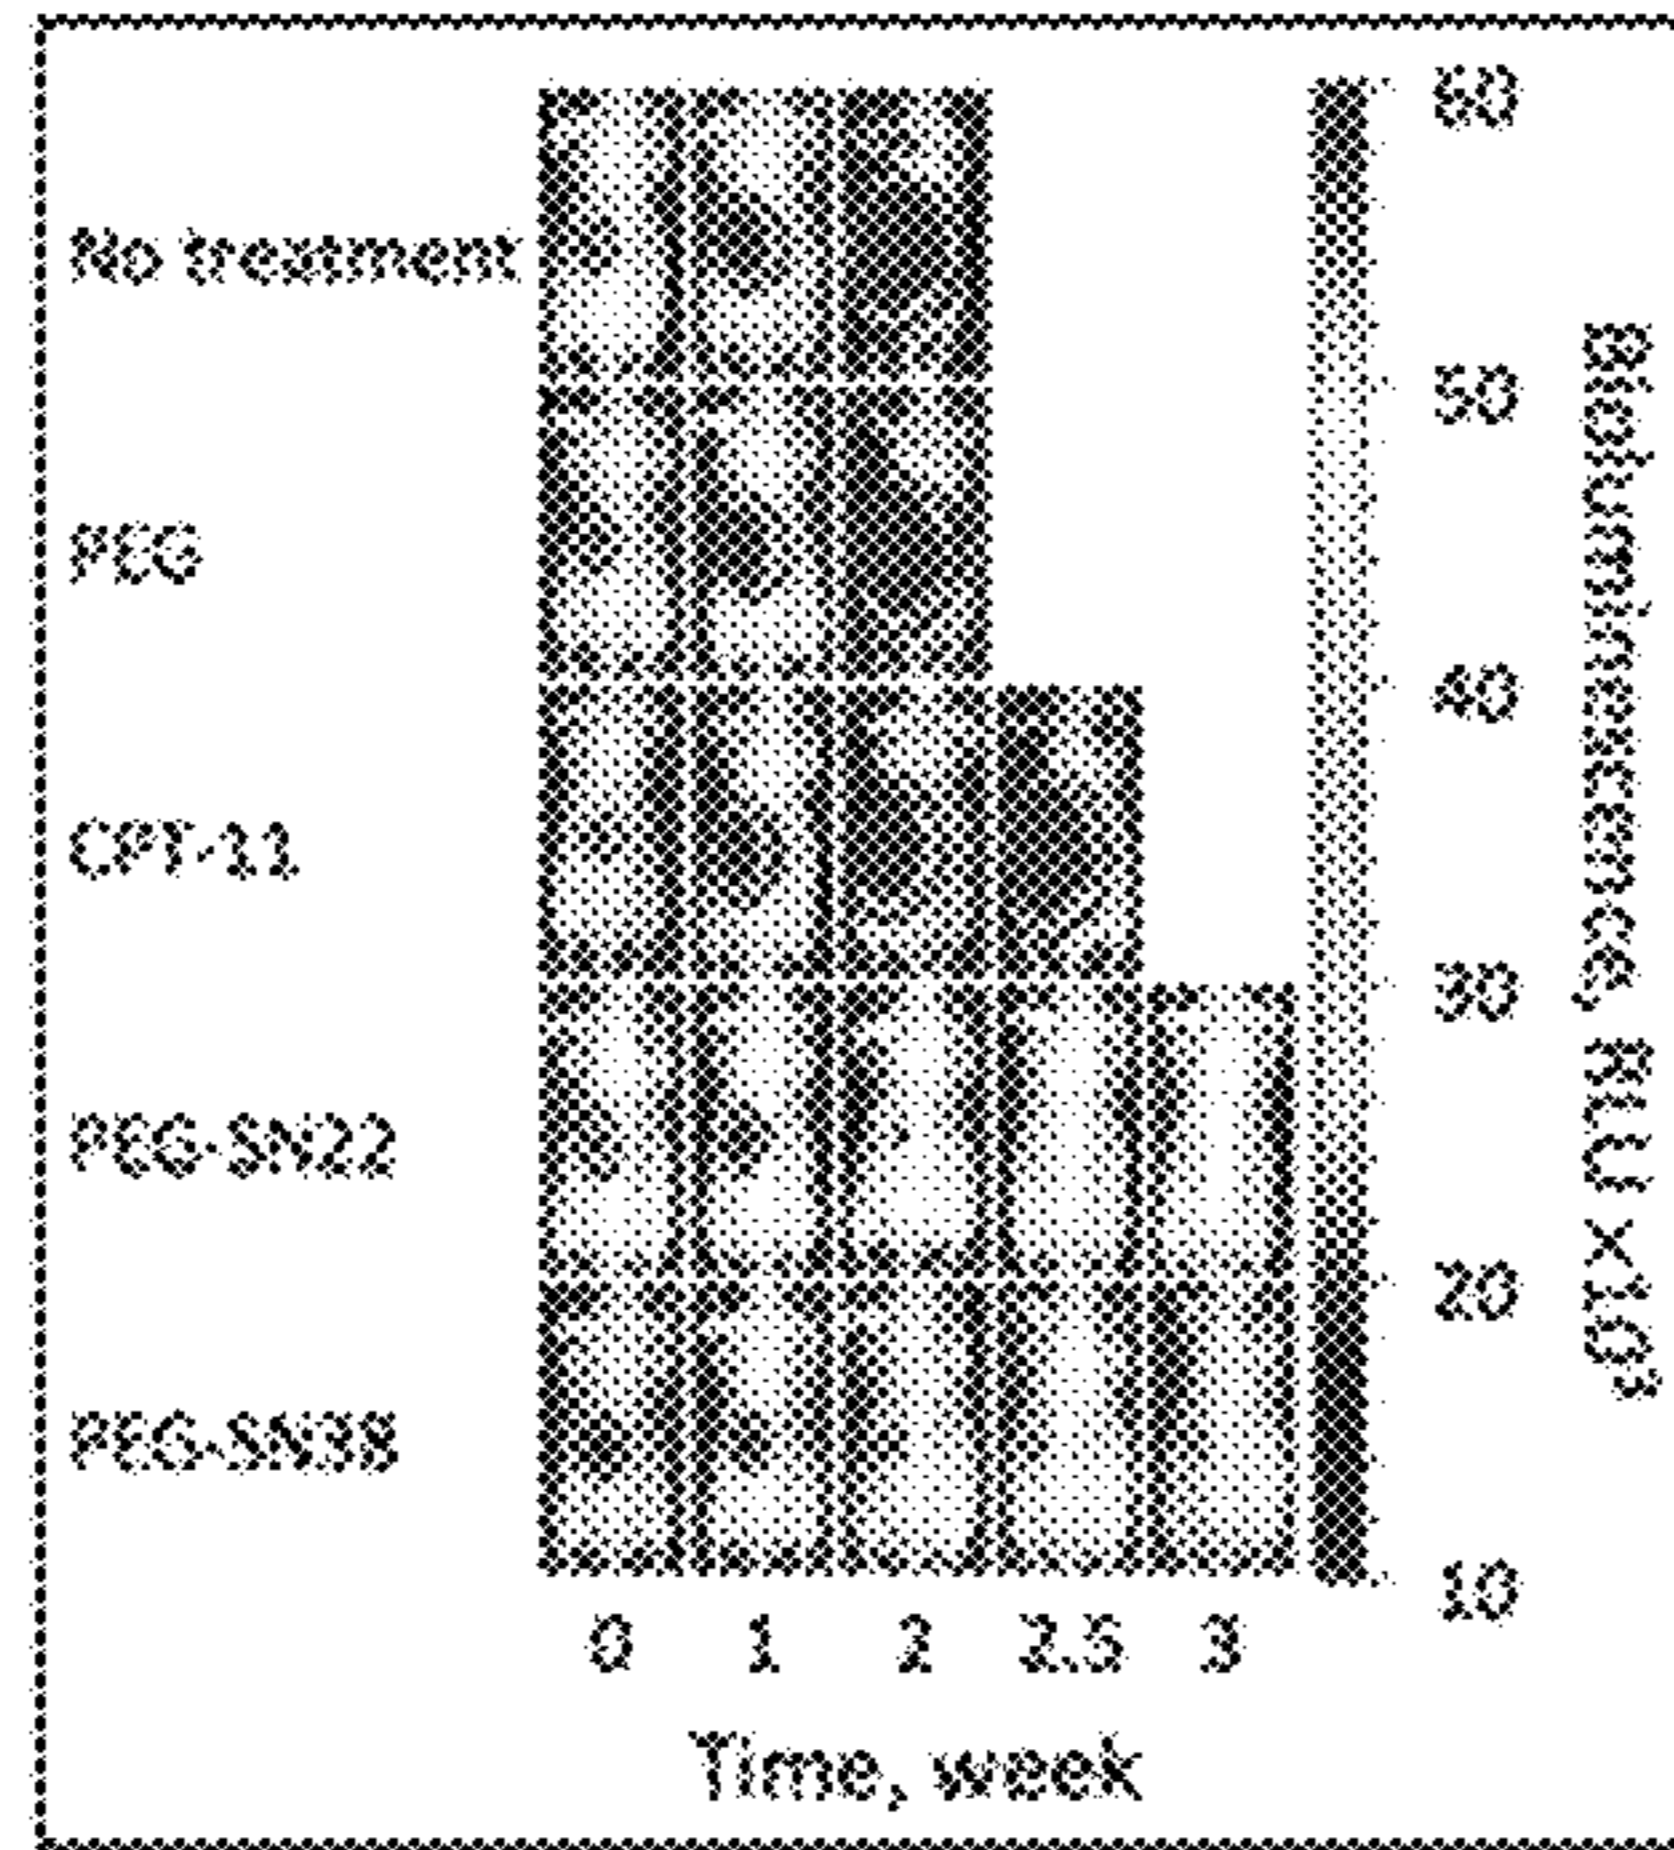 No treatment
PEG
CPT-11
PEG-SN22
PEG-SN38
60
50
40
30
20
10
Bioluminescence, RLU x10³
0 1 2 2.5 3
Time, week